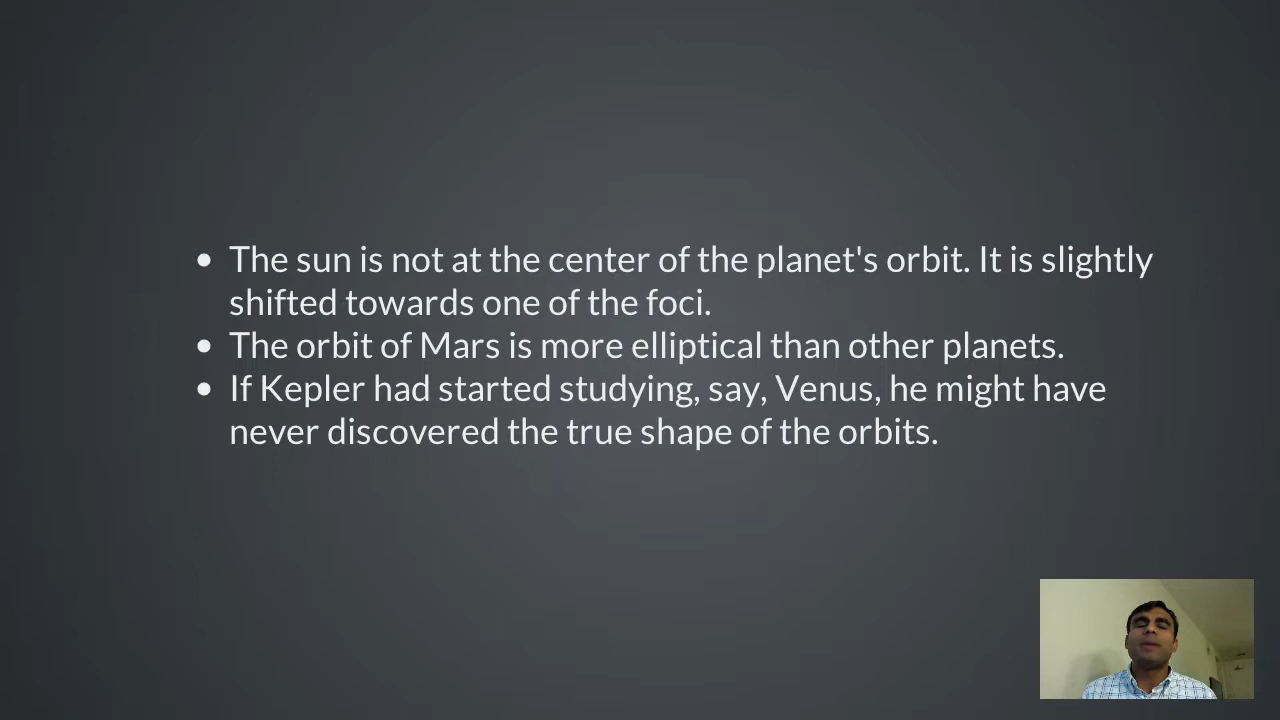 • The sun is not at the center of the planet's orbit. It is slightly
shifted towards one of the foci.
• The orbit of Mars is more elliptical than other planets.
• If Kepler had started studying, say, Venus, he might have
never discovered the true shape of the orbits.